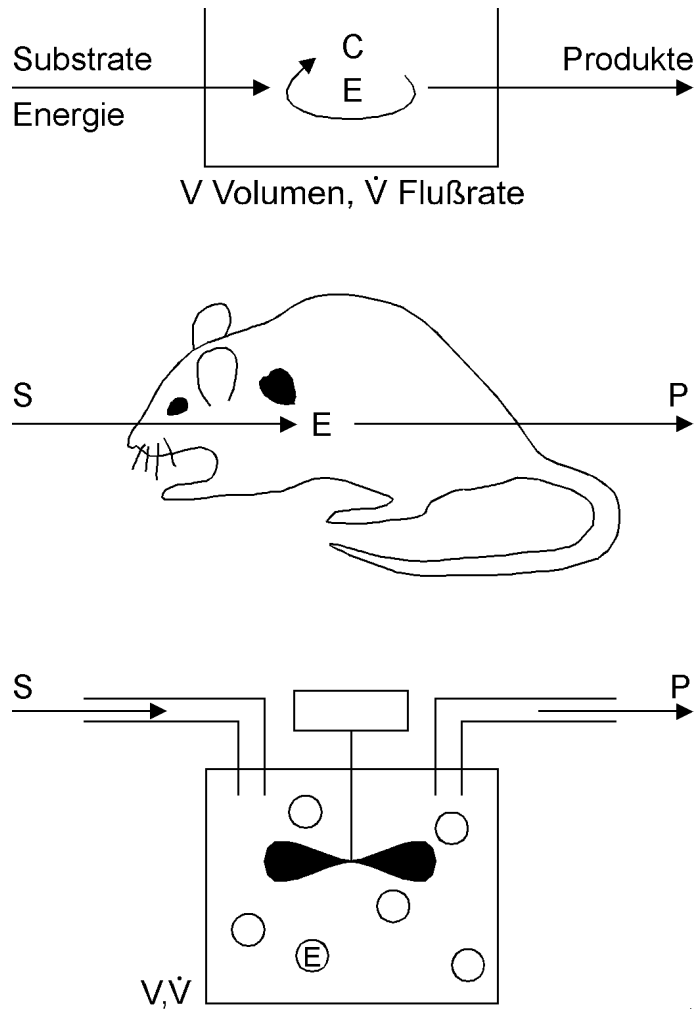 Substrate
Energie
C
E
Produkte
V Volumen, V̇ Flußrate
S
E
P
S
P
E
V,V̇